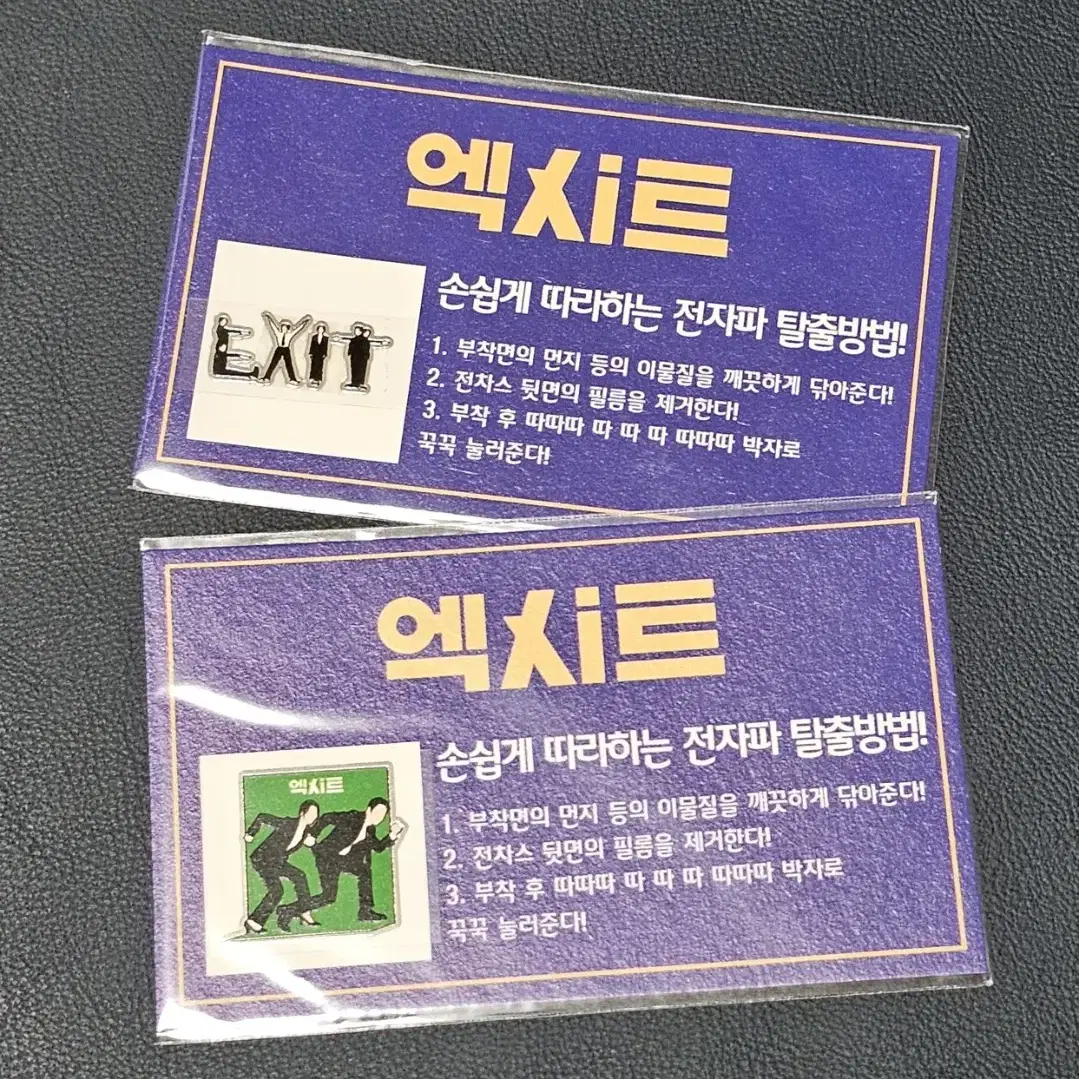 엑시트
손쉽게 따라하는 전자파 탈출방법!
1. 부착면의 먼지 등의 이물질을 깨끗하게 닦아준다!
2. 전차스 뒷면의 필름을 제거한다!
3. 부착 후 따따따 따 따 따 따따따 박자로
꾹꾹 눌러준다!
EXIT
엑시트
손쉽게 따라하는 전자파 탈출방법!
1. 부착면의 먼지 등의 이물질을 깨끗하게 닦아준다!
2. 전차스 뒷면의 필름을 제거한다!
3. 부착 후 따따따 따 따 따 따따따 박자로
꾹꾹 눌러준다!
엑시트